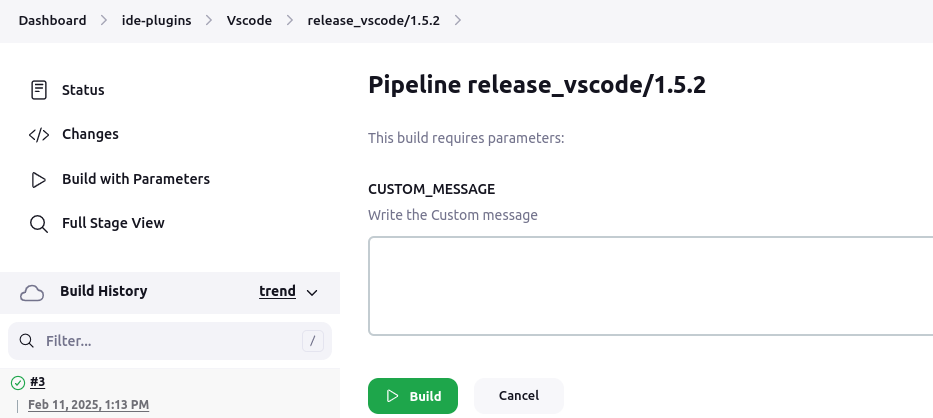 Dashboard > ide-plugins > Vscode > release_vscode/1.5.2 >
Status
Changes
Build with Parameters
Full Stage View
Build History trend
Filter... /
#3
Feb 11, 2025, 1:13 PM
Pipeline release_vscode/1.5.2
This build requires parameters:
CUSTOM_MESSAGE
Write the Custom message
Build Cancel